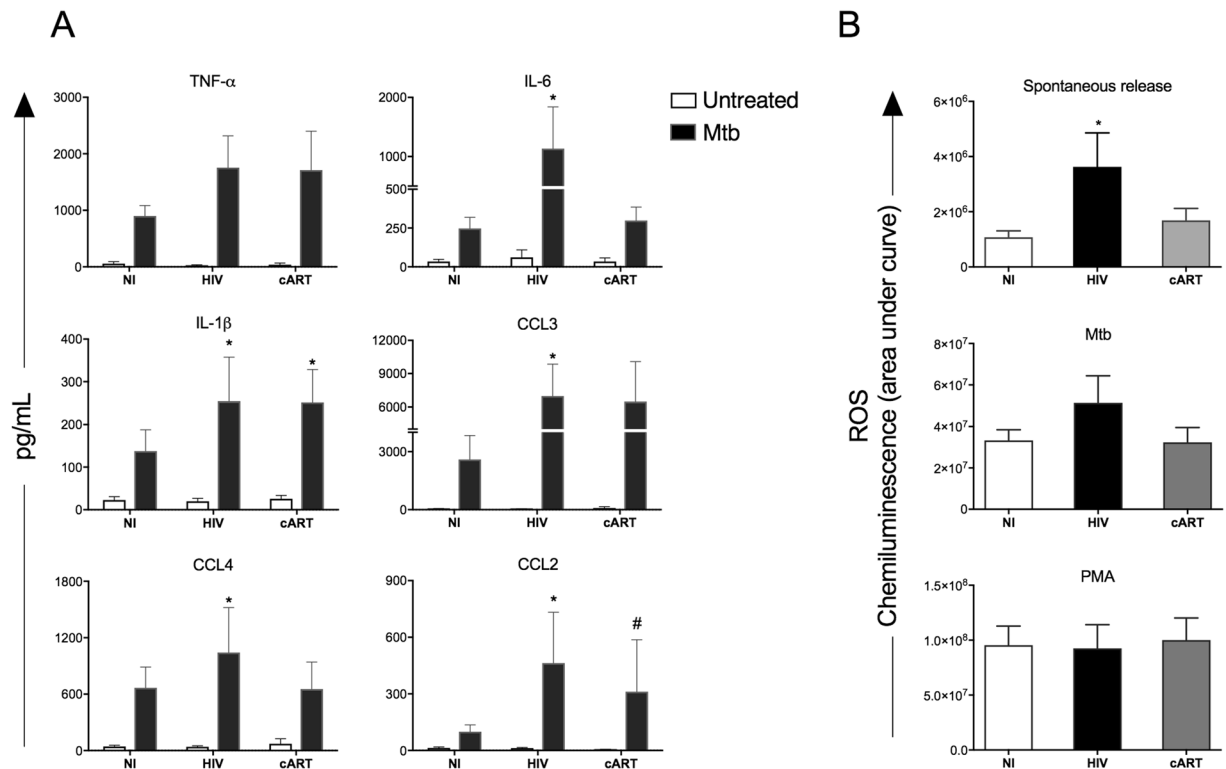 A
B
TNF-α
3000
2000
1000
0
NI HIV cART
IL-6
2000
1000
500
250
0
*
NI HIV cART
Untreated
Mtb
IL-1β
400
300
200
100
0
* *
NI HIV cART
CCL3
12000
9000
6000
3000
0
*
NI HIV cART
CCL4
1800
1200
600
0
*
NI HIV cART
CCL2
900
600
300
0
* #
NI HIV cART
pg/mL
ROS
Chemiluminescence (area under curve)
Spontaneous release
6×10⁶
4×10⁶
2×10⁶
0
*
NI HIV cART
Mtb
8×10⁷
6×10⁷
4×10⁷
2×10⁷
0
NI HIV cART
PMA
1.5×10⁸
1.0×10⁸
5.0×10⁷
0.0
NI HIV cART